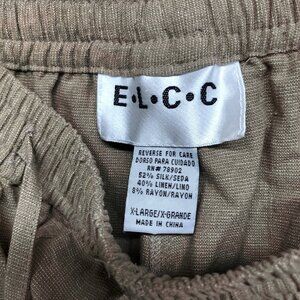 E•L•C•C
REVERSE FOR CARE
DORSO PARA CUIDADO
RN# 78902
52% SILK/SEDA
40% LINEN/LINO
8% RAYON/RAYON
X-LARGE/X-GRANDE
MADE IN CHINA